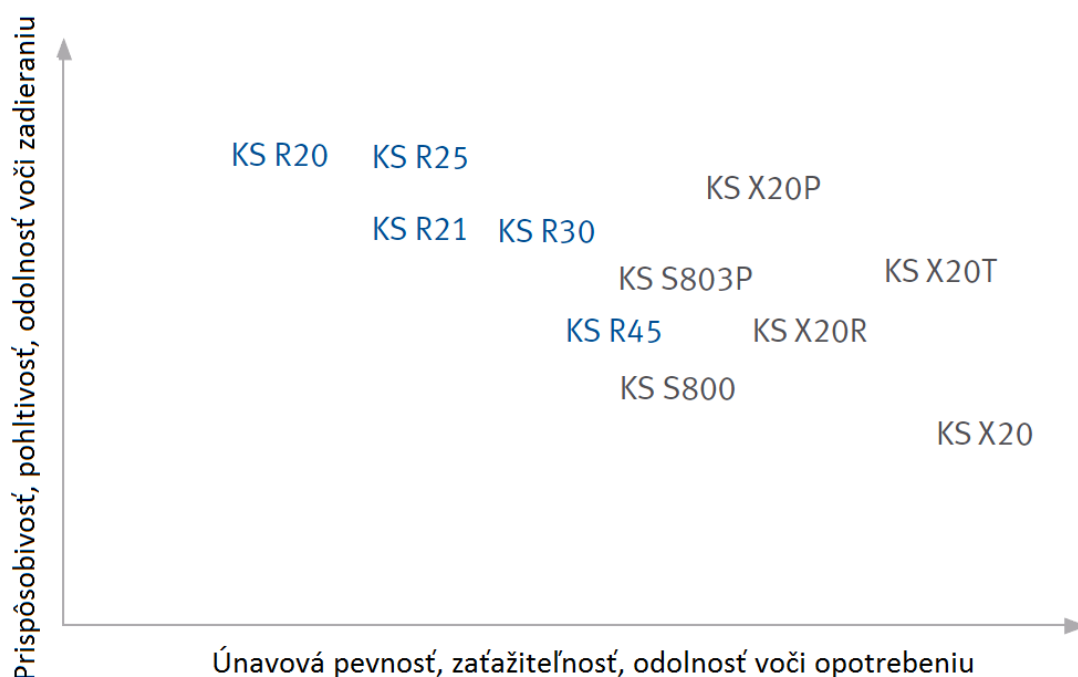 Prispôsobivosť, pohltivosť, odolnosť voči zadieraniu
KS R20
KS R25
KS X20P
KS R21
KS R30
KS S803P
KS X20T
KS R45
KS X20R
KS S800
KS X20
Únavová pevnosť, zaťažiteľnosť, odolnosť voči opotrebeniu